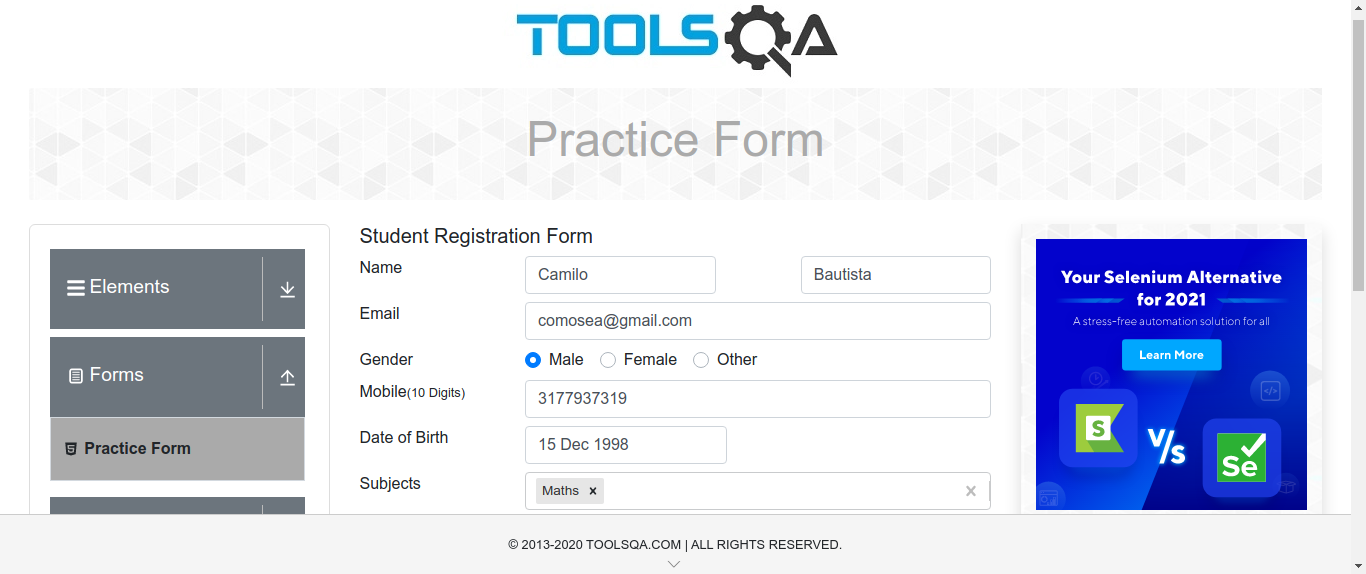 TOOLSQA
Practice Form
Elements
Forms
Practice Form
Student Registration Form
Name
Camilo
Bautista
Email
comosea@gmail.com
Gender
Male
Female
Other
Mobile(10 Digits)
3177937319
Date of Birth
15 Dec 1998
Subjects
Maths
Your Selenium Alternative
for 2021
A stress-free automation solution for all
Learn More
S
V/s
Se
© 2013-2020 TOOLSQA.COM | ALL RIGHTS RESERVED.